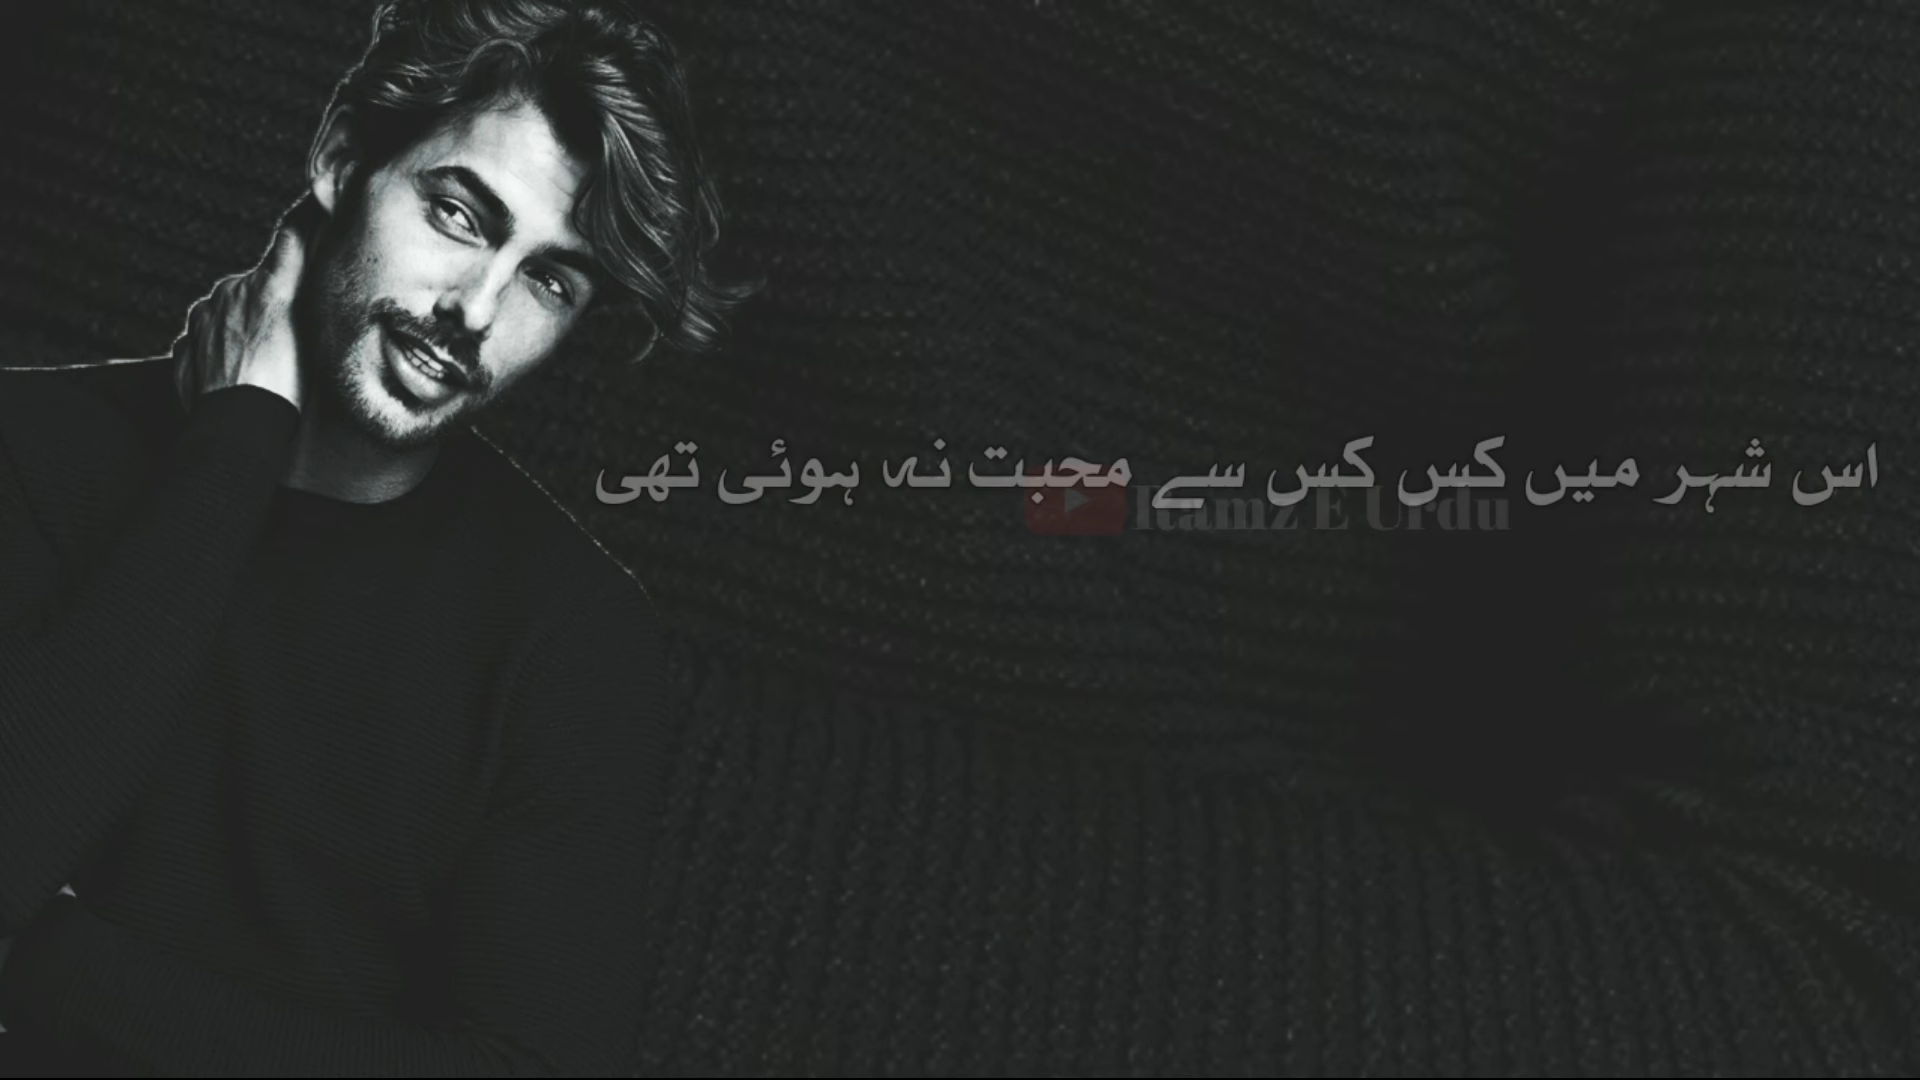 اس شہر میں کس کس سے محبت نہ ہوئی تھی
Ramz E Urdu